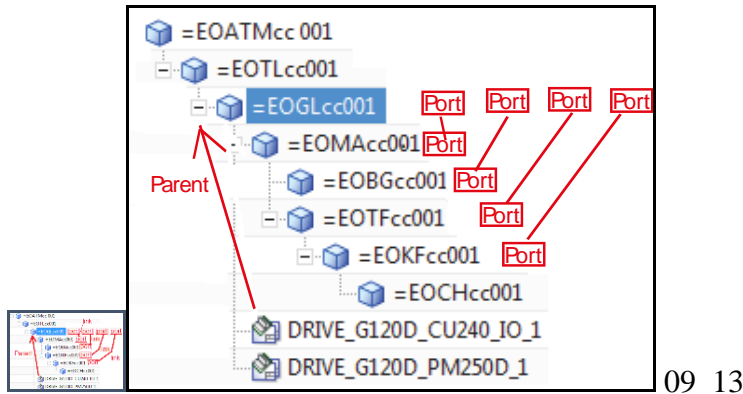 =EOATMcc 001
=EOTLcc001
=EOGLcc001 Port Port Port Port
=EOMAcc001 Port
Parent =EOBGcc001 Port
=EOTFcc001 Port
=EOKFcc001 Port
=EOCHcc001
DRIVE_G120D_CU240_IO_1
DRIVE_G120D_PM250D_1
09 13